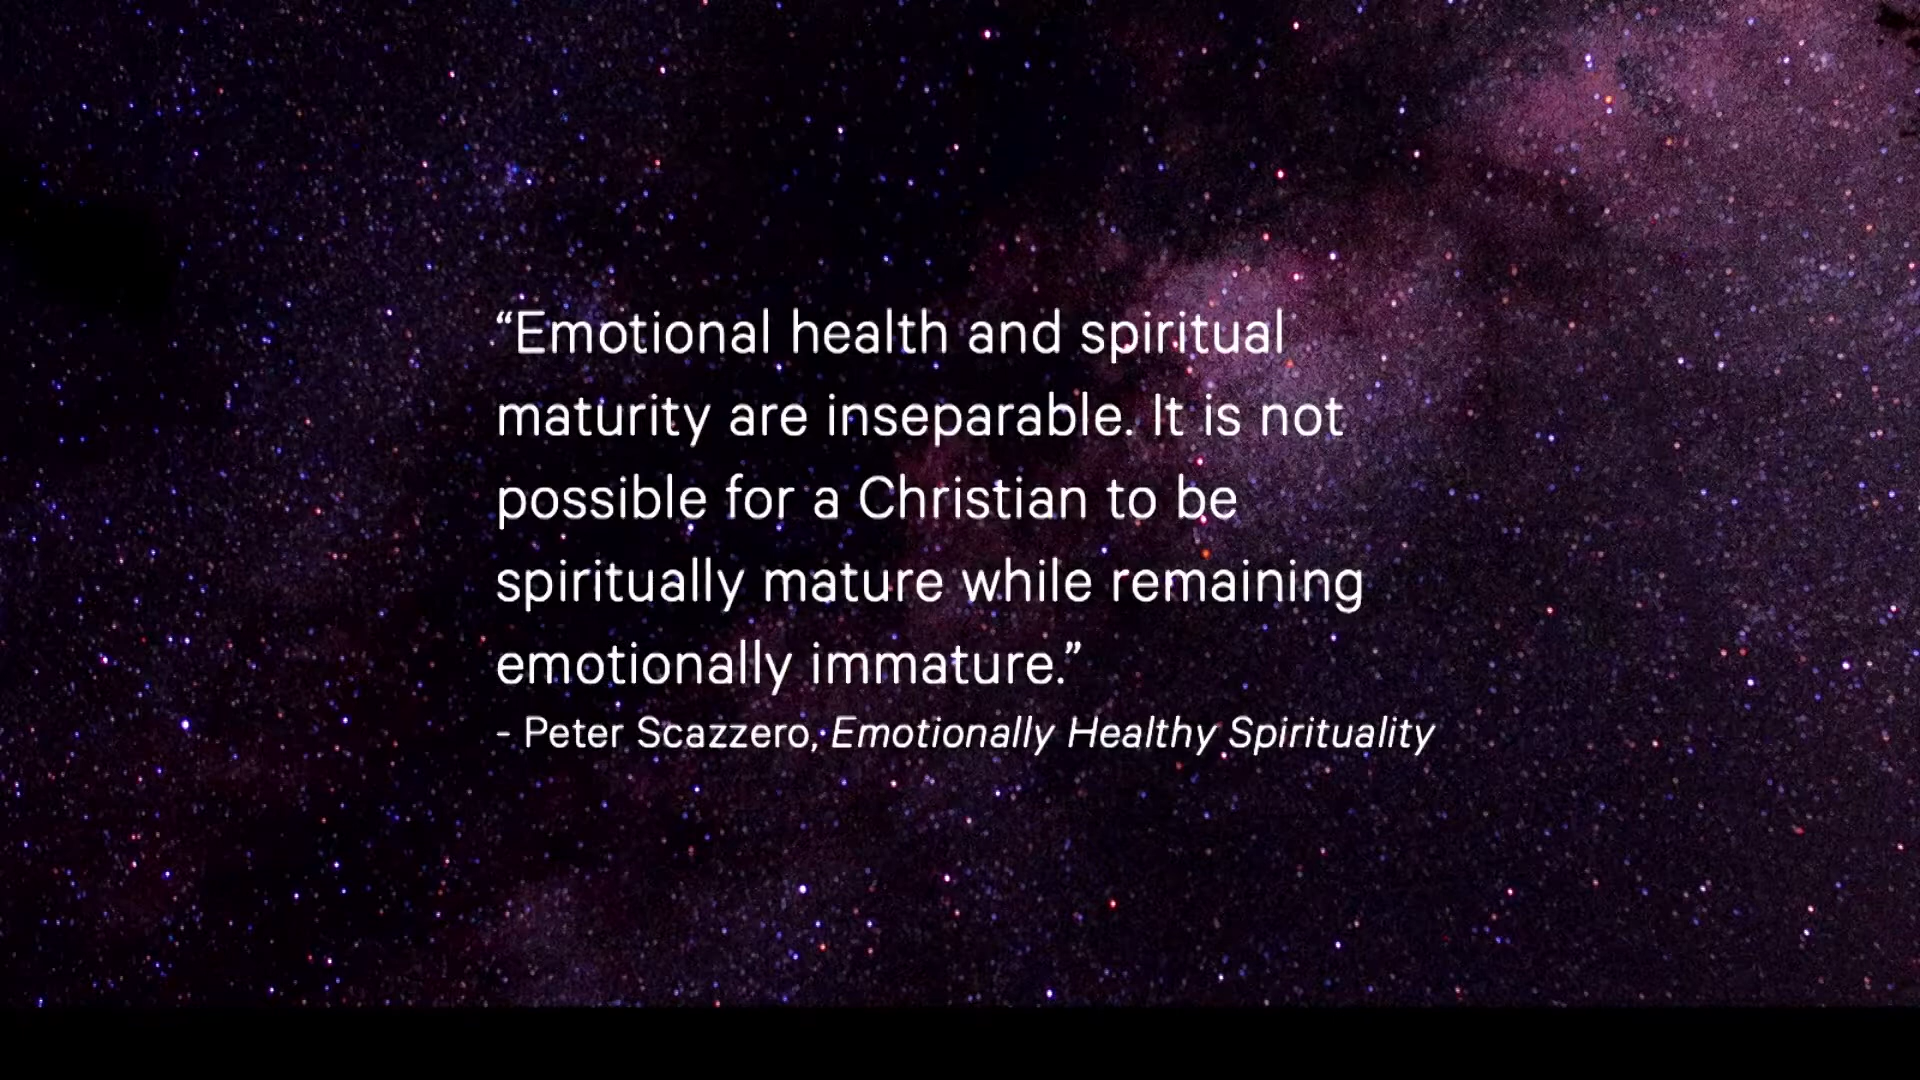 “Emotional health and spiritual
maturity are inseparable. It is not
possible for a Christian to be
spiritually mature while remaining
emotionally immature.”
- Peter Scazzero, Emotionally Healthy Spirituality